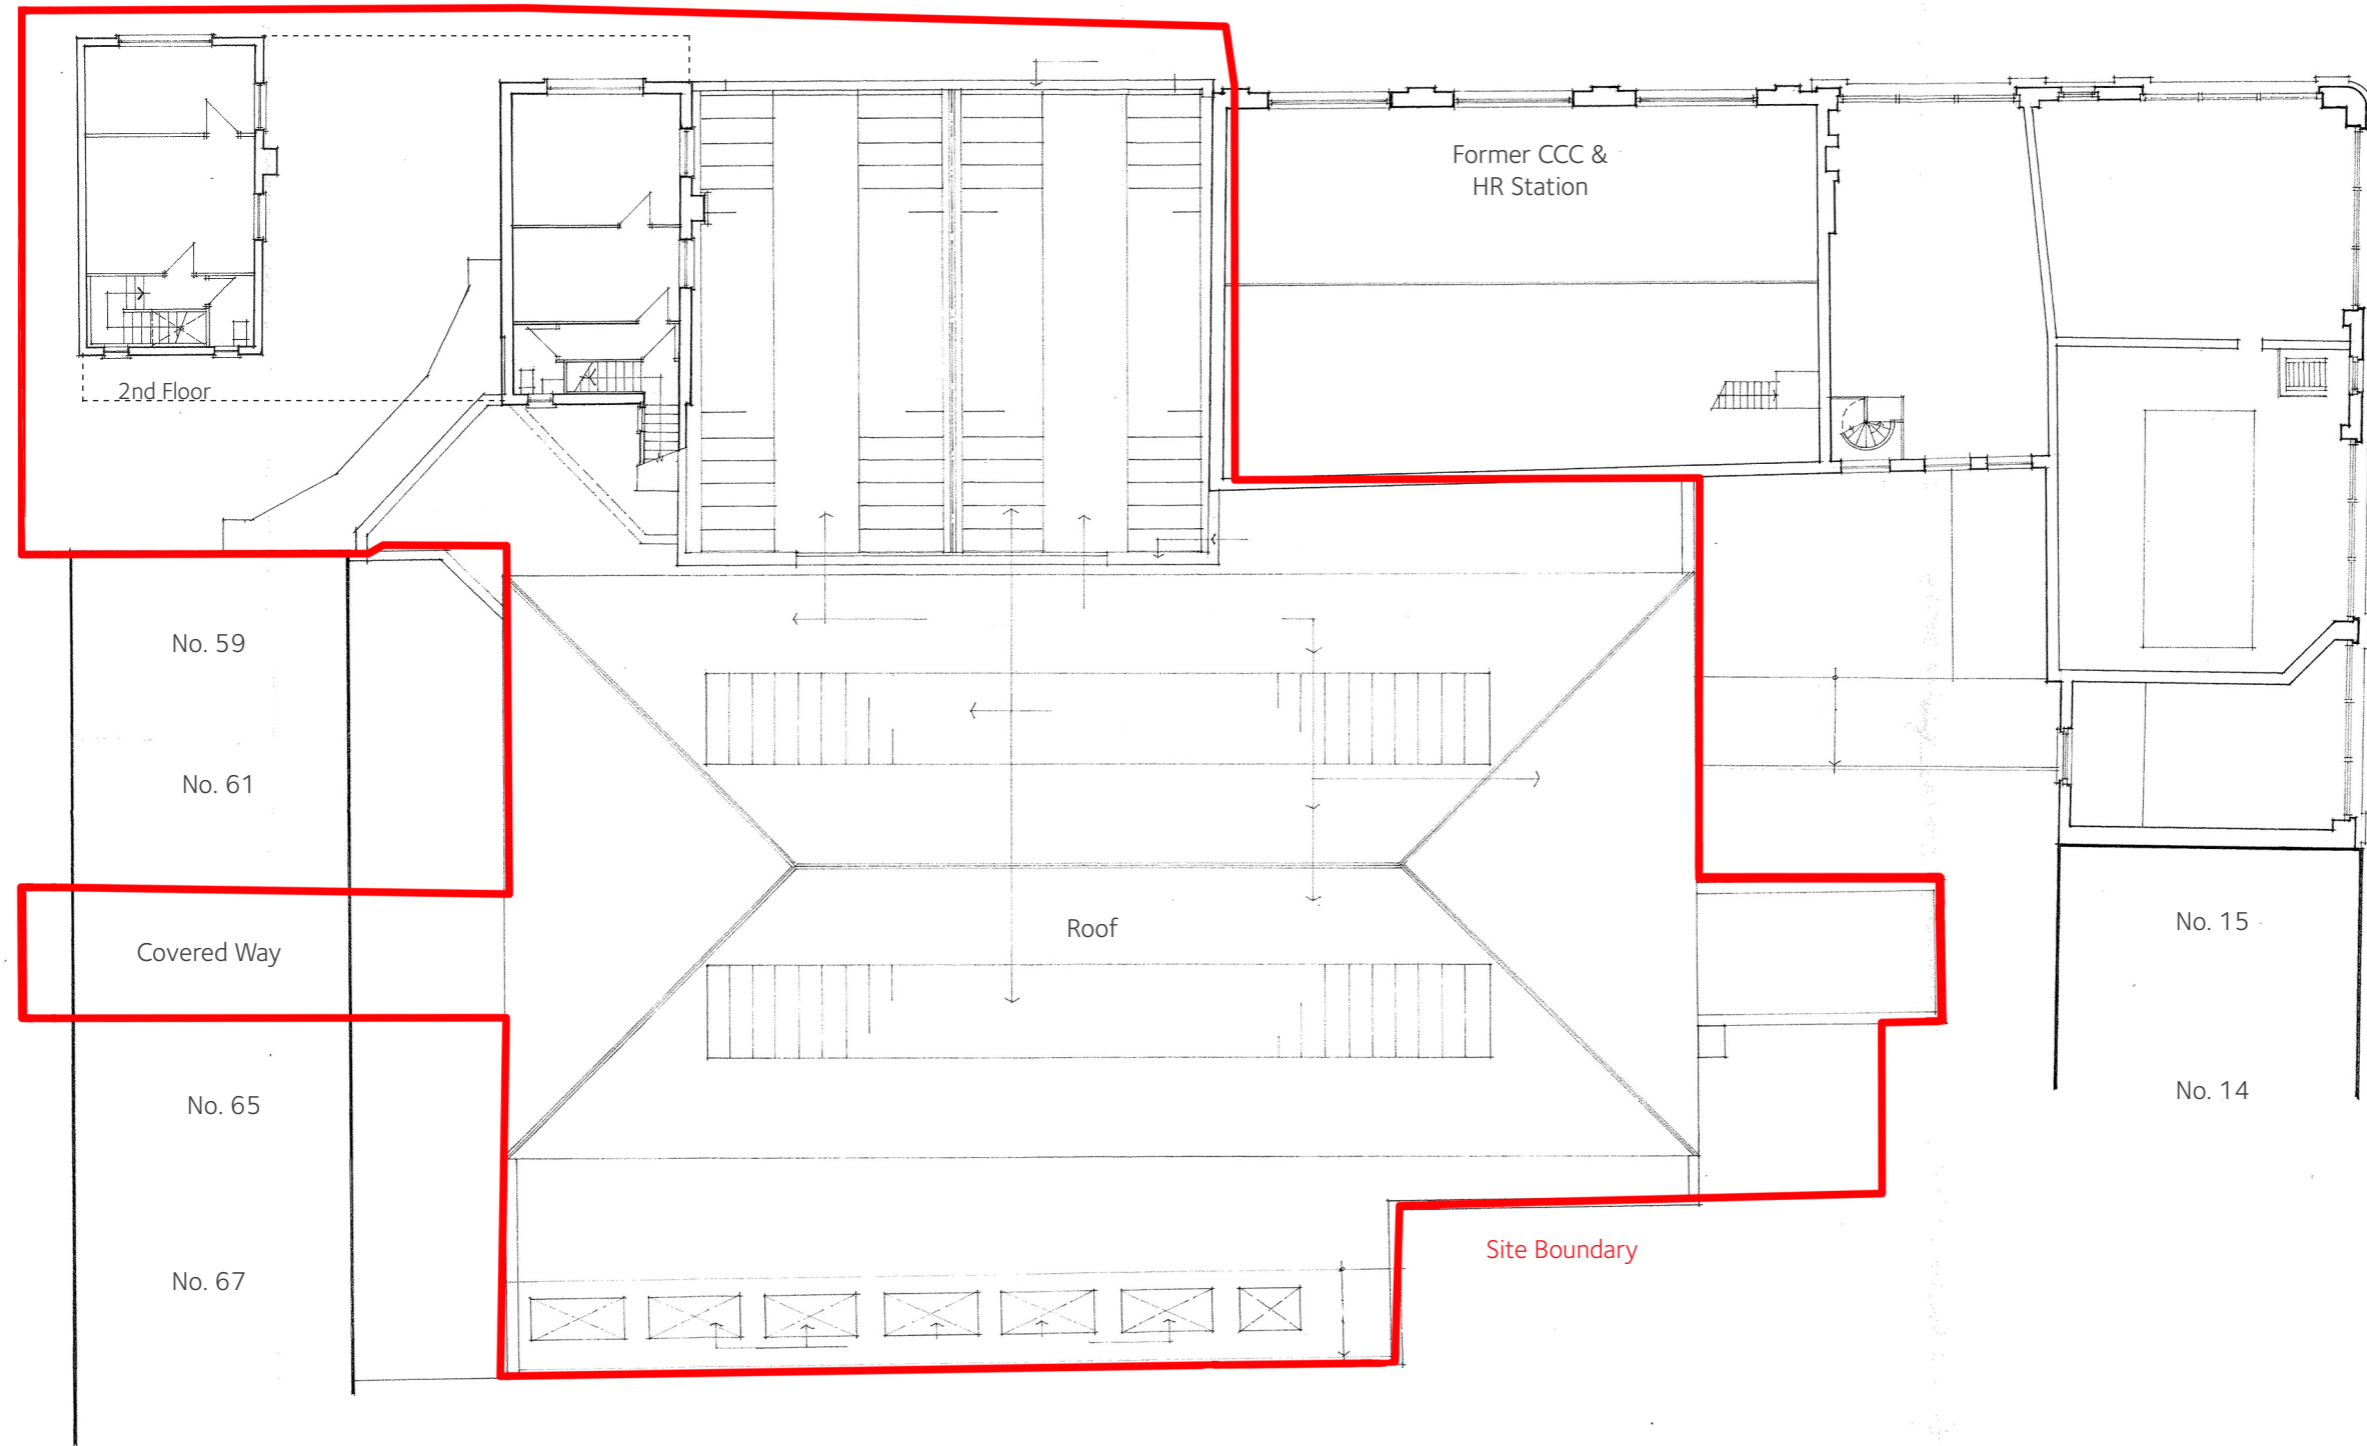 Former CCC &
HR Station
2nd Floor
No. 59
No. 61
Covered Way
Roof
No. 15
No. 65
No. 14
Site Boundary
No. 67